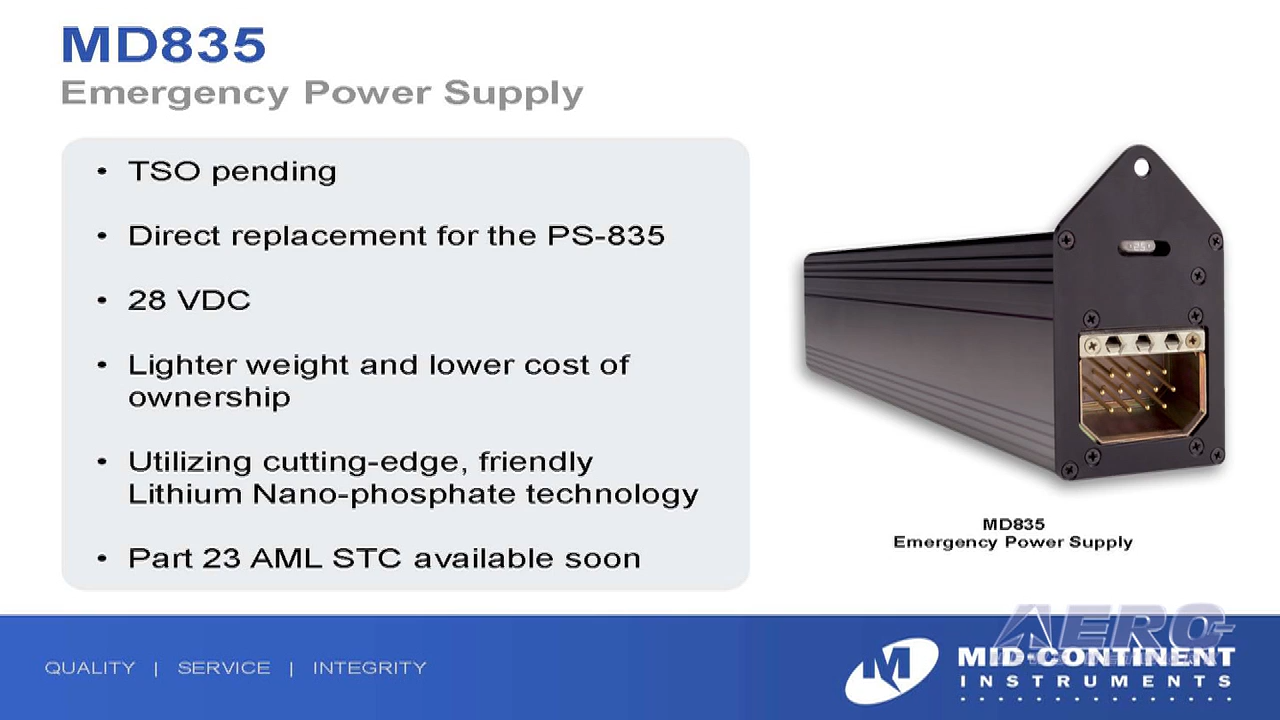 MD835
Emergency Power Supply
• TSO pending
• Direct replacement for the PS-835
• 28 VDC
• Lighter weight and lower cost of
ownership
• Utilizing cutting-edge, friendly
Lithium Nano-phosphate technology
• Part 23 AML STC available soon
MD835
Emergency Power Supply
QUALITY | SERVICE | INTEGRITY
AERO-
M
MID-CONTINENT
INSTRUMENTS